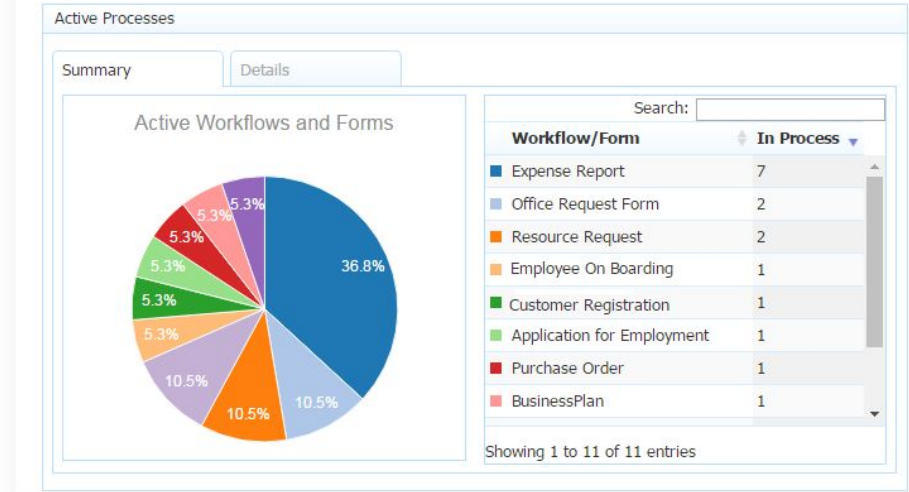 Active Processes
Summary
Details
Active Workflows and Forms
5.3%
5.3%
5.3%
5.3%
5.3%
5.3%
10.5%
10.5%
10.5%
36.8%
Search:
Workflow/Form In Process
Expense Report 7
Office Request Form 2
Resource Request 2
Employee On Boarding 1
Customer Registration 1
Application for Employment 1
Purchase Order 1
BusinessPlan 1
Showing 1 to 11 of 11 entries